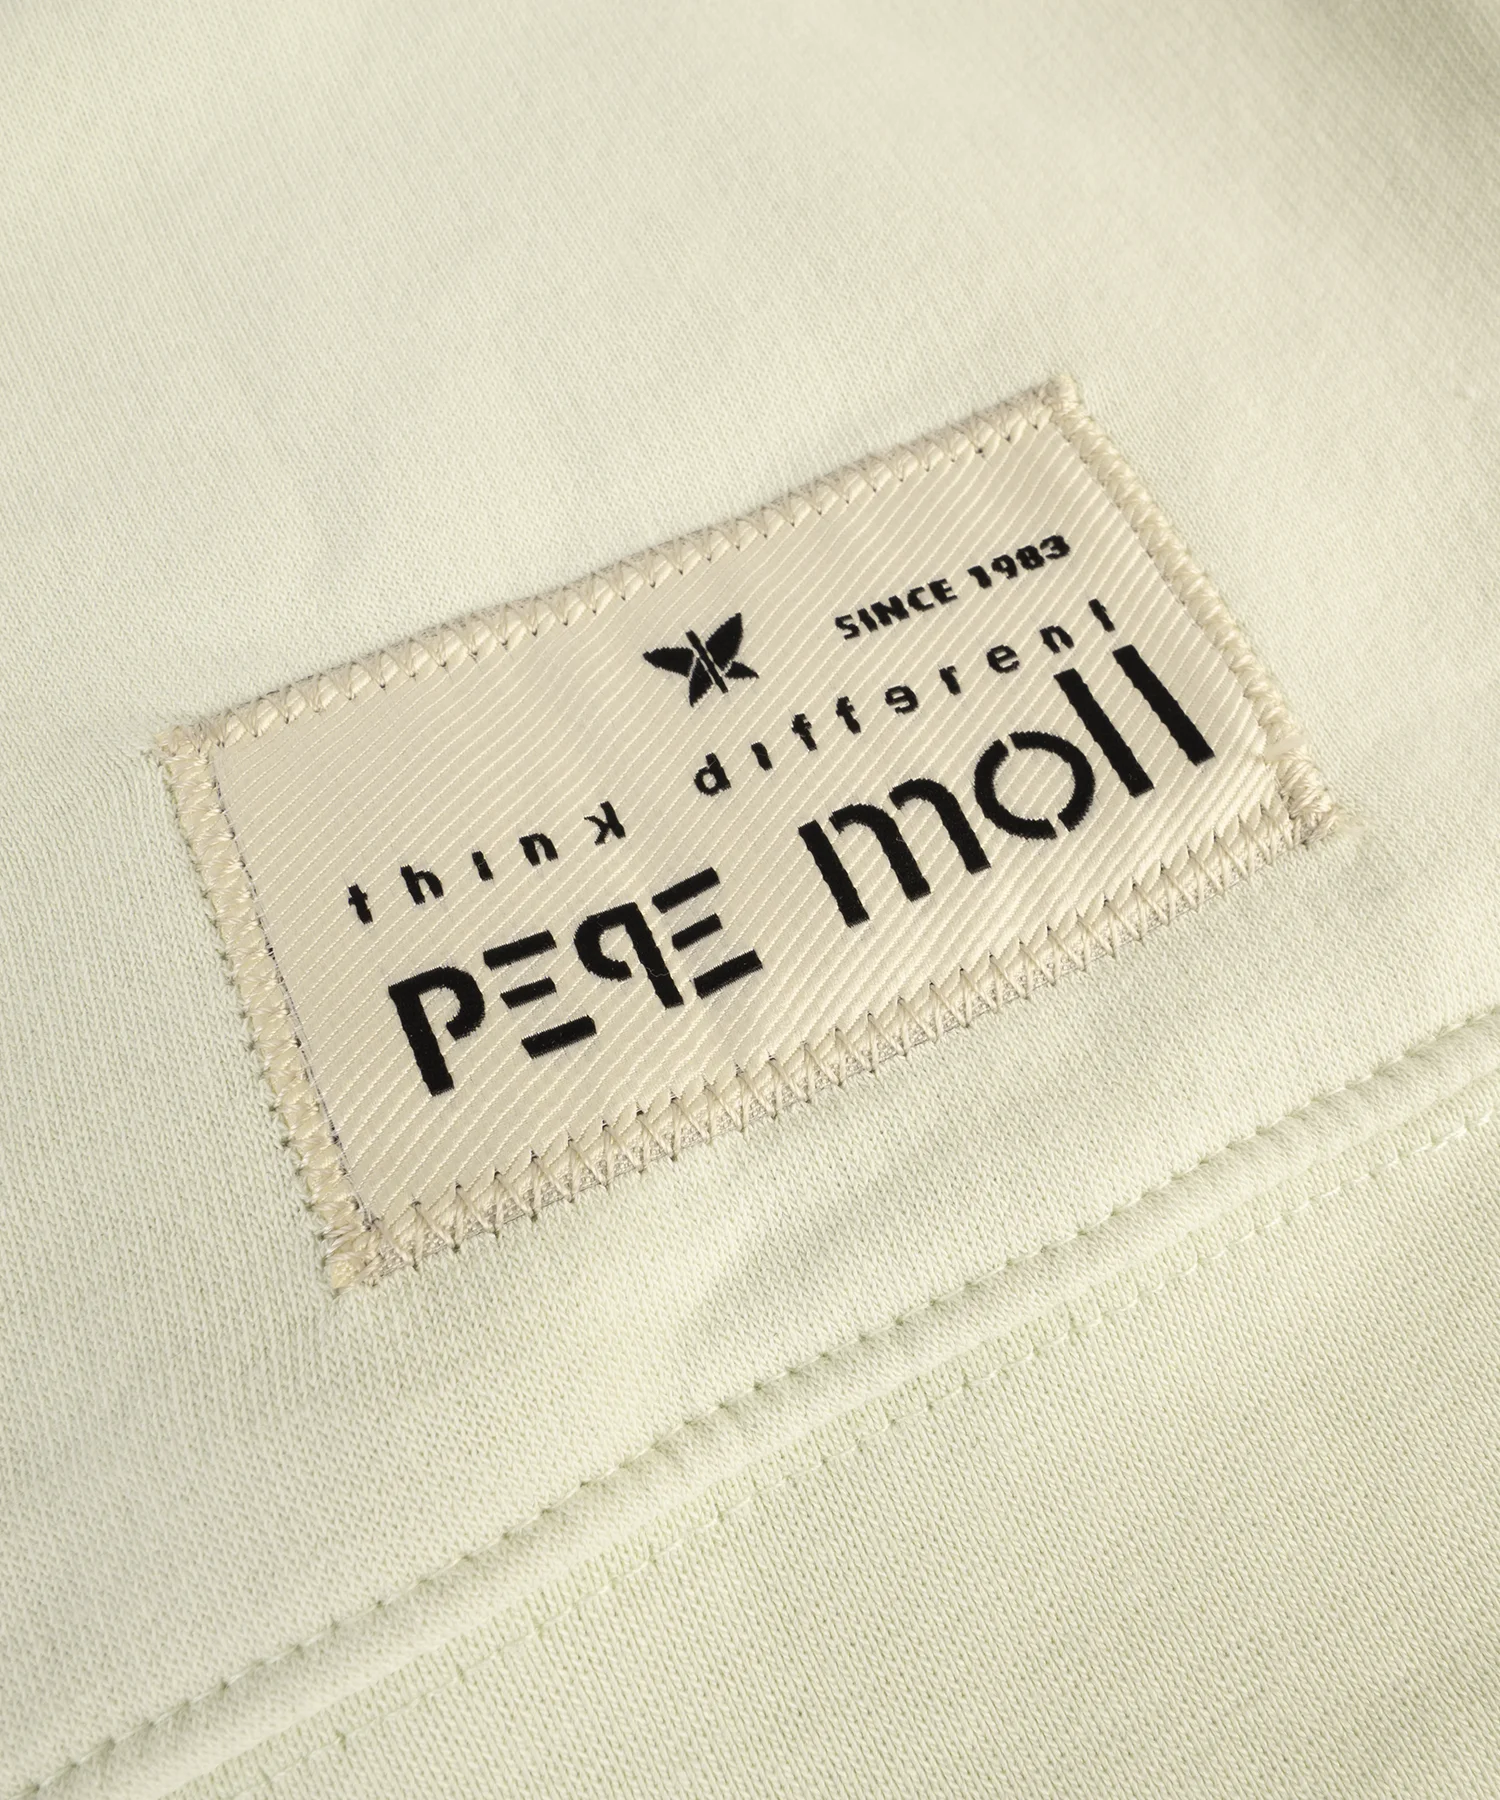 SINCE 1983
think different
PEPE moll